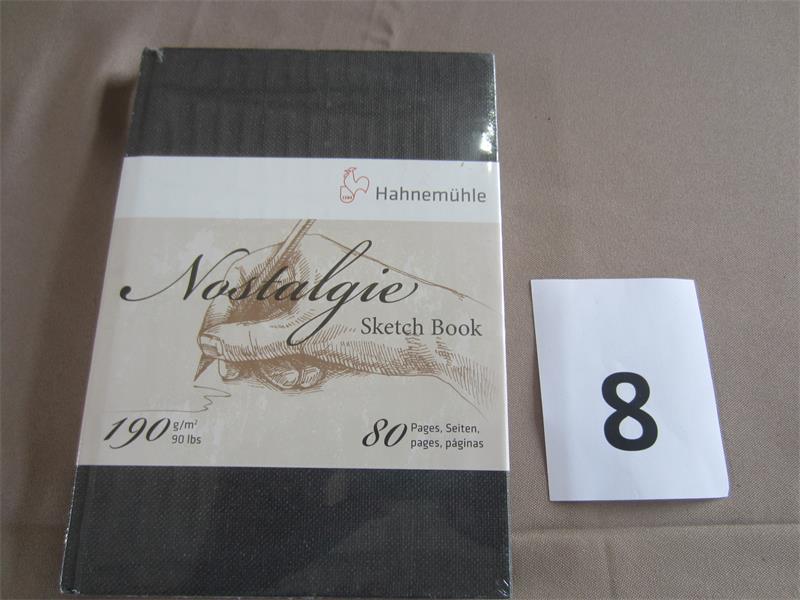 Hahnemühle
Nostalgie
Sketch Book
190 g/m²
90 lbs
80 Pages, Seiten,
pages, páginas
8